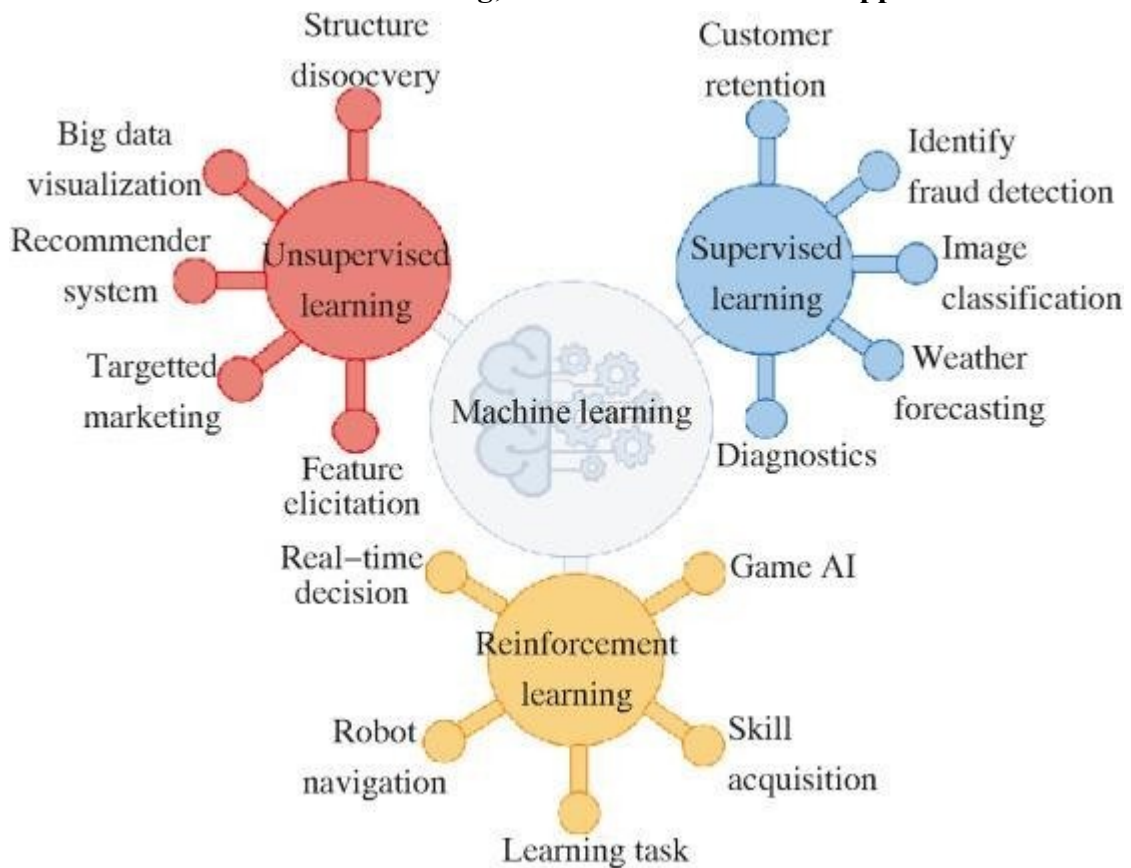 Structure
disoocvery
Big data
visualization
Recommender
system
Targetted
marketing
Feature
elicitation
Unsupervised
learning
Customer
retention
Identify
fraud detection
Image
classification
Weather
forecasting
Diagnostics
Supervised
learning
Machine learning
Real-time
decision
Game AI
Reinforcement
learning
Robot
navigation
Skill
acquisition
Learning task